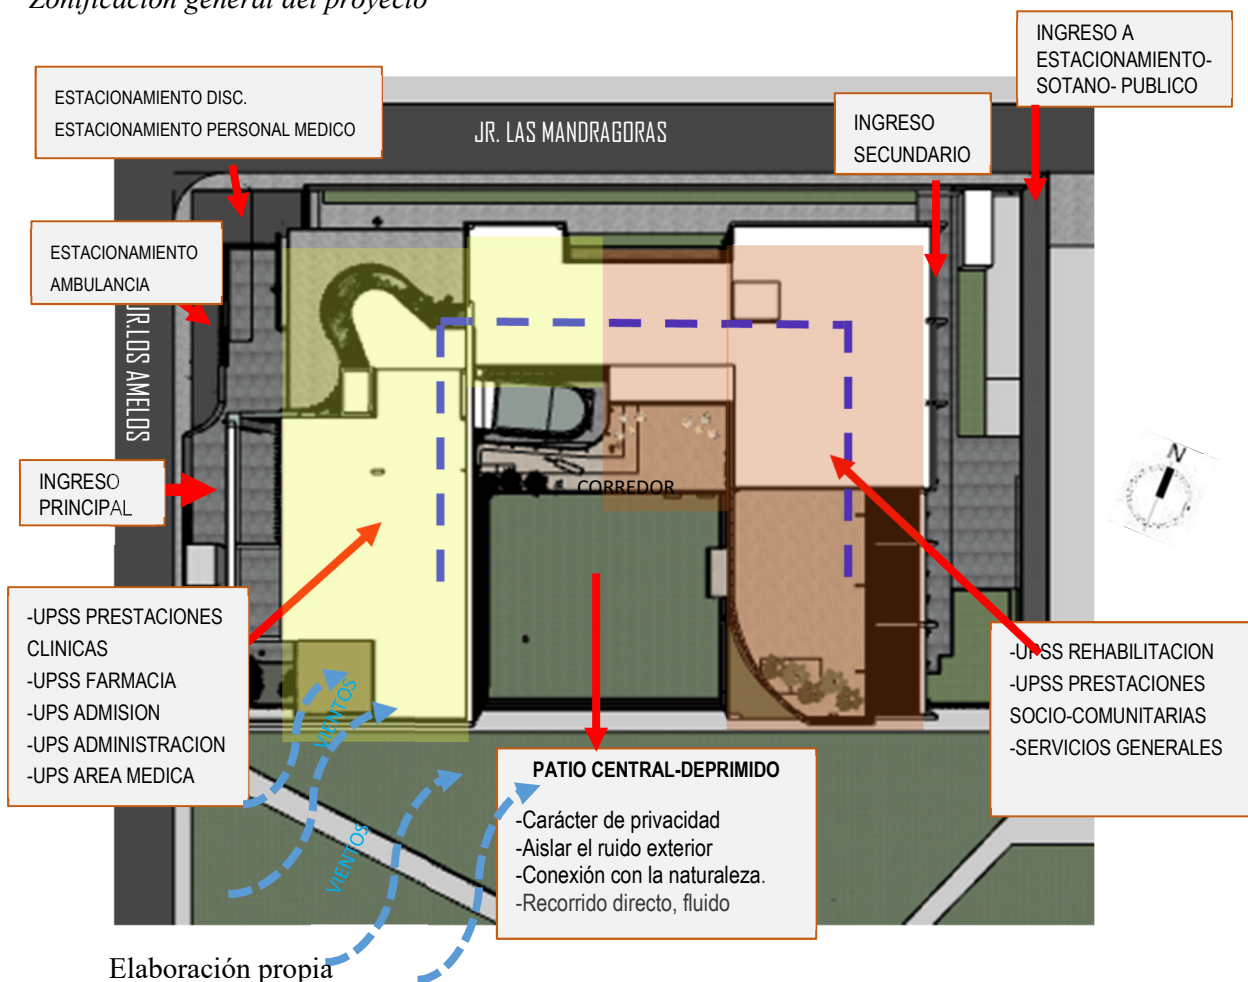 Zonificación general del proyecto
INGRESO A
ESTACIONAMIENTO-
SOTANO- PUBLICO
ESTACIONAMIENTO DISC.
ESTACIONAMIENTO PERSONAL MEDICO
JR. LAS MANDRAGORAS
INGRESO
SECUNDARIO
ESTACIONAMIENTO
AMBULANCIA
JR.LOS AMELOS
N
INGRESO
PRINCIPAL
CORREDOR
-UPSS PRESTACIONES
CLINICAS
-UPSS FARMACIA
-UPS ADMISION
-UPS ADMINISTRACION
-UPS AREA MEDICA
-UPSS REHABILITACION
-UPSS PRESTACIONES
SOCIO-COMUNITARIAS
-SERVICIOS GENERALES
VIENTOS
VIENTOS
PATIO CENTRAL-DEPRIMIDO
-Carácter de privacidad
-Aislar el ruido exterior
-Conexión con la naturaleza.
-Recorrido directo, fluido
Elaboración propia